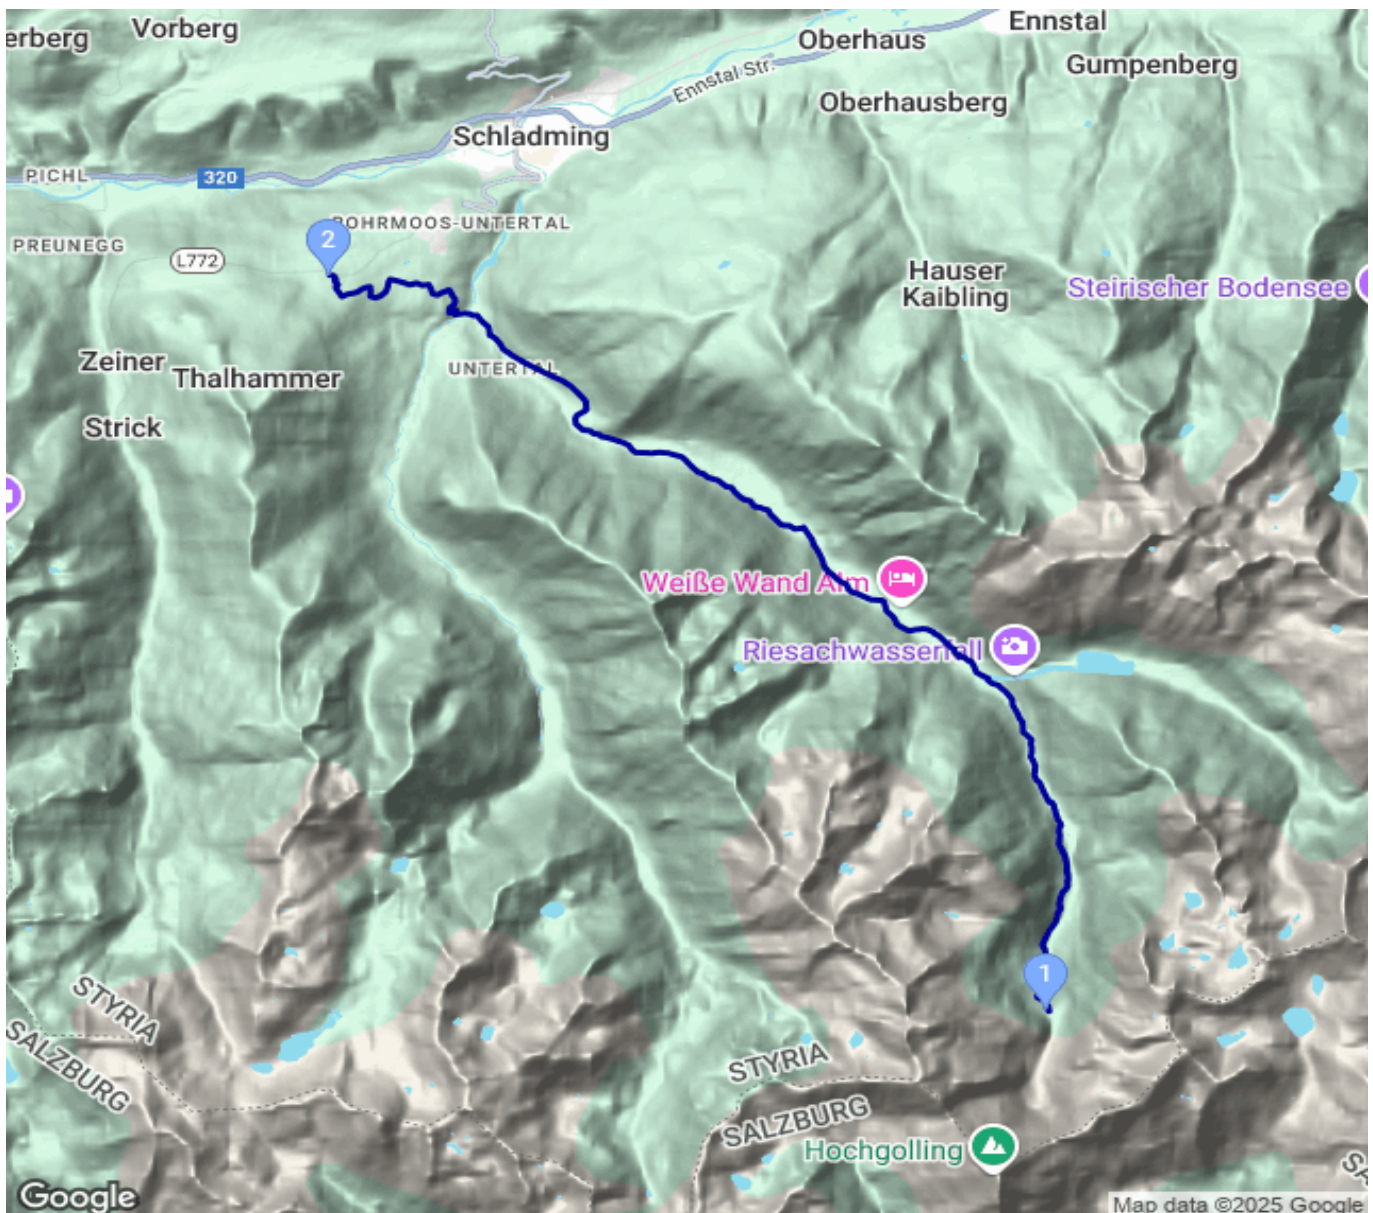 Ennstal
Vorberg
erberg
Oberhaus
Gumpenberg
Ennstal Str.
Oberhausberg
Schladming
PICHL
320
ROHRMOOS-UNTERTAL
2
PREUNEGG
L772
Hauser
Kaibling
Steirischer Bodensee
Zeiner
Thalhammer
UNTERTAL
Strick
Weiße Wand Alm
Riesachwasserfall
1
STYRIA
SALZBURG
STYRIA
SALZBURG
Hochgolling
SA
Google
Map data ©2025 Google